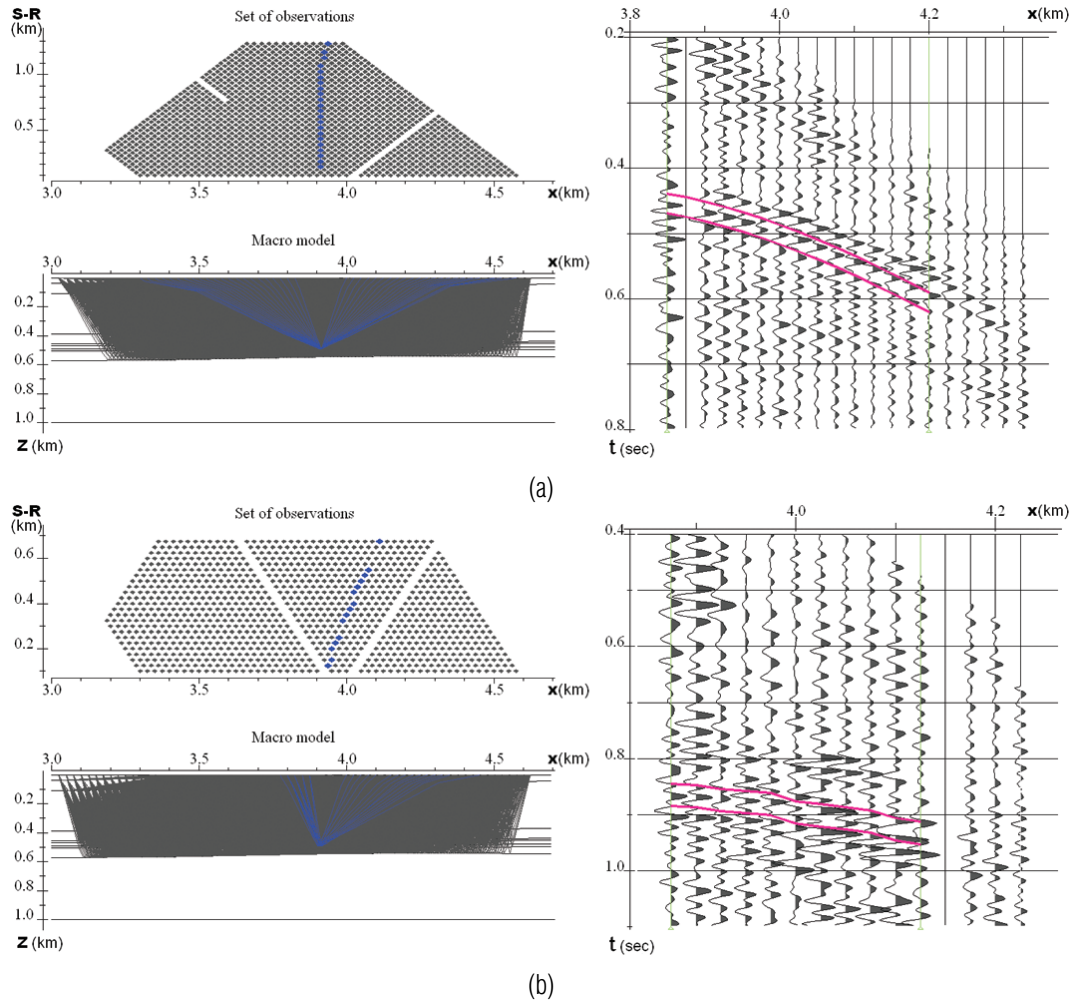 S-R
(km)
Set of observations
1.0
0.5
3.0 3.5 4.0 4.5 x(km)
Macro model
3.0 3.5 4.0 x(km)
0.2
0.4
0.6
0.8
1.0
Z (km)
3.8 4.0 4.2 x(km)
0.2
0.4
0.6
0.8
t (sec)
(a)
S-R
(km)
Set of observations
0.6
0.4
0.2
3.0 3.5 4.0 4.5 x(km)
Macro model
3.0 3.5 4.0 4.5 x(km)
0.2
0.4
0.6
0.8
1.0
Z (km)
4.0 4.2 x(km)
0.4
0.6
0.8
1.0
t (sec)
(b)